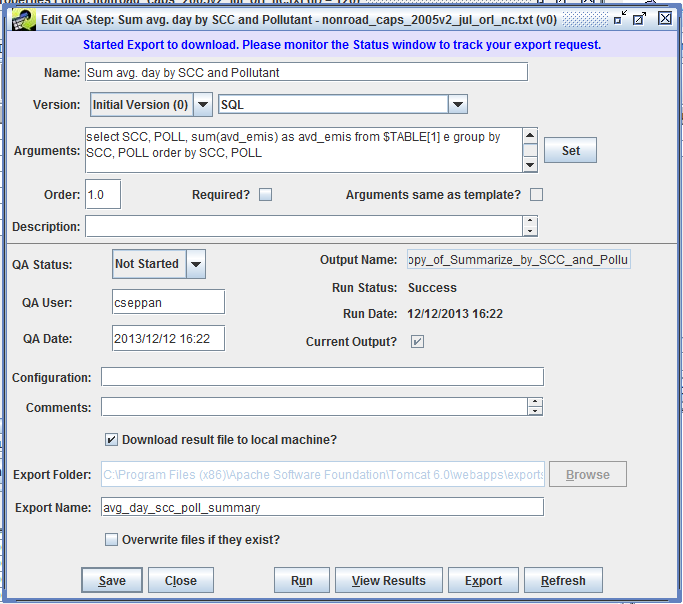 Edit QA Step: Sum avg. day by SCC and Pollutant - nonroad_caps_2005v2_jul_orl_nc.txt (v0)
Started Export to download. Please monitor the Status window to track your export request.
Name: Sum avg. day by SCC and Pollutant
Version: Initial Version (0) SQL
Arguments: select SCC, POLL, sum(avd_emis) as avd_emis from $TABLE[1] e group by
SCC, POLL order by SCC, POLL
Set
Order: 1.0 Required? Arguments same as template?
Description:
QA Status: Not Started
Output Name: opy_of_Summarize_by_SCC_and_Pollu
Run Status: Success
QA User: cseppan
Run Date: 12/12/2013 16:22
QA Date: 2013/12/12 16:22
Current Output?
Configuration:
Comments:
Download result file to local machine?
Export Folder: C:\Program Files (x86)\Apache Software Foundation\Tomcat 6.0\webapps\exports Browse
Export Name: avg_day_scc_poll_summary
Overwrite files if they exist?
Save Close Run View Results Export Refresh